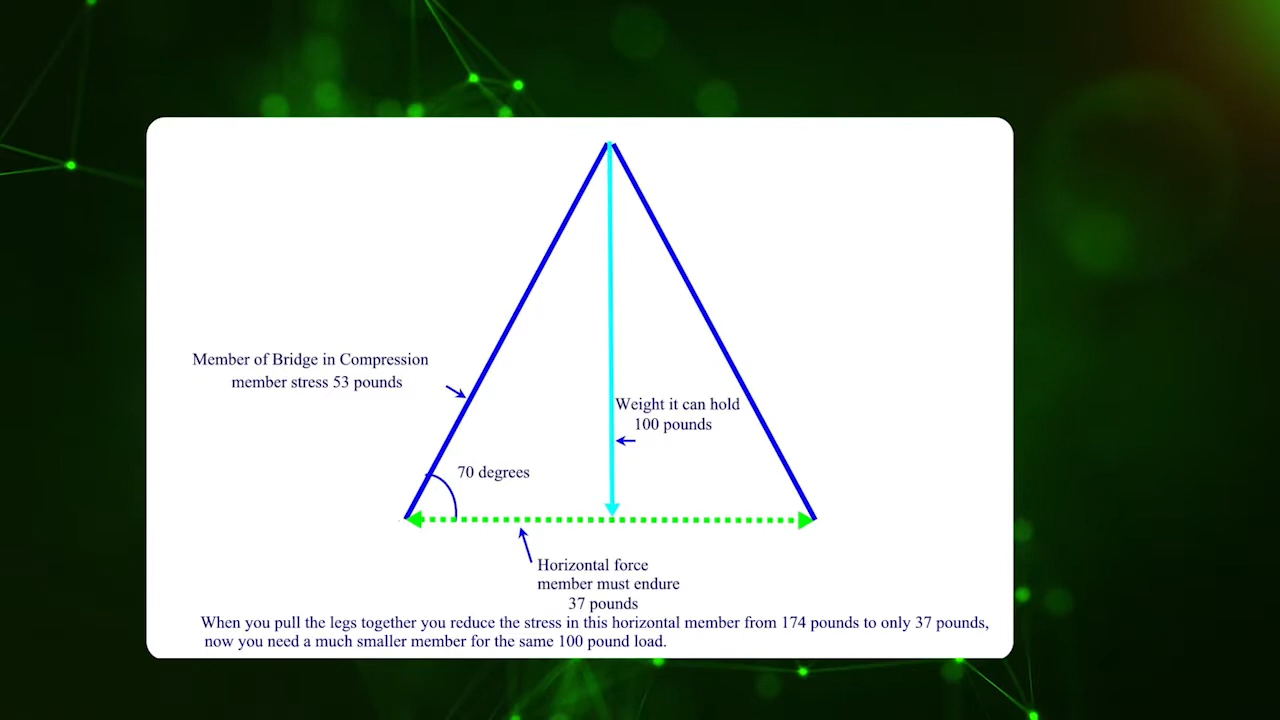 Member of Bridge in Compression
member stress 53 pounds
Weight it can hold
100 pounds
70 degrees
Horizontal force
member must endure
37 pounds
When you pull the legs together you reduce the stress in this horizontal member from 174 pounds to only 37 pounds,
now you need a much smaller member for the same 100 pound load.